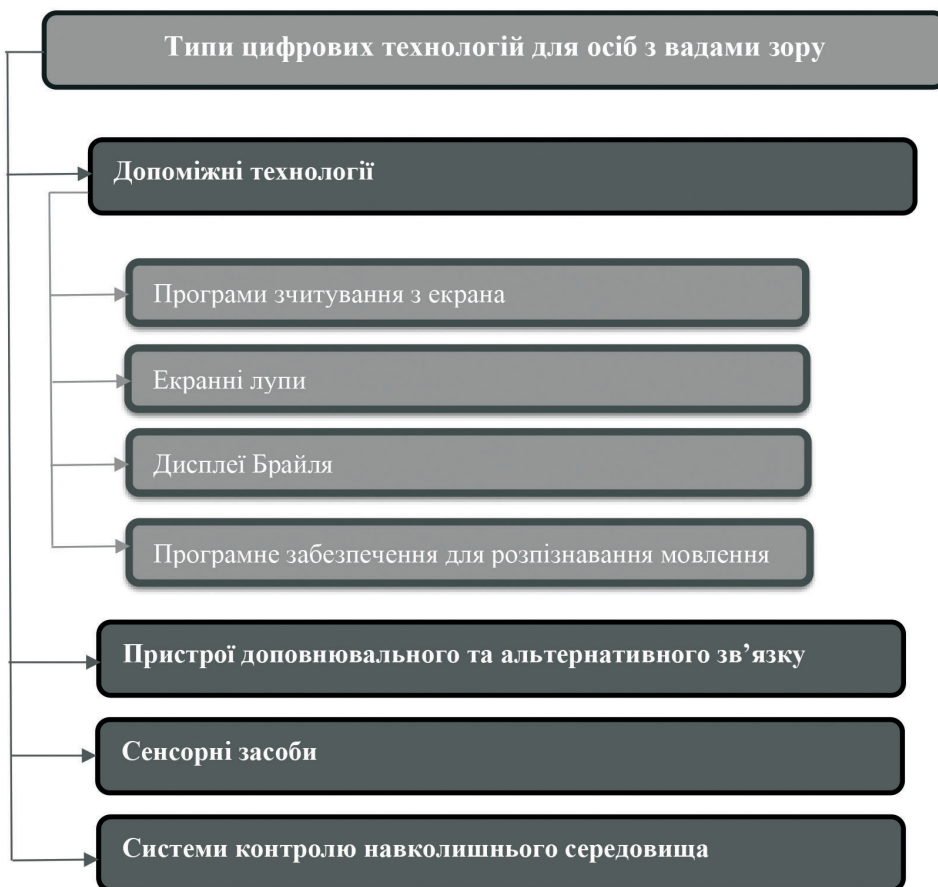 Типи цифрових технологій для осіб з вадами зору
Допоміжні технології
Програми зчитування з екрана
Екранні лупи
Дисплеї Брайля
Програмне забезпечення для розпізнавання мовлення
Пристрої доповнювального та альтернативного зв’язку
Сенсорні засоби
Системи контролю навколишнього середовища